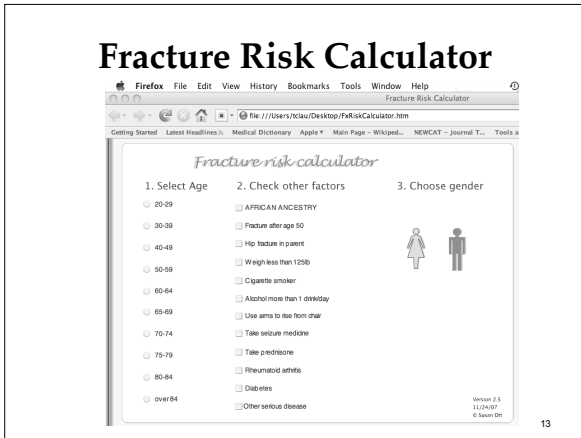 Fracture Risk Calculator
Firefox File Edit View History Bookmarks Tools Window Help
Fracture Risk Calculator
file:///Users/tclau/Desktop/FxRiskCalculator.htm
Getting Started Latest Headlines Medical Dictionary Apple ▾ Main Page – Wikiped... NEWCAT – Journal T... Tools a
Fracture risk calculator
1. Select Age
20-29
30-39
40-49
50-59
60-64
65-69
70-74
75-79
80-84
over 84
2. Check other factors
AFRICAN ANCESTRY
Fracture after age 50
Hip fracture in parent
Weigh less than 125lb
Cigarette smoker
Alcohol more than 1 drink/day
Use arms to rise from chair
Take seizure medicine
Take prednisone
Rheumatoid arthritis
Diabetes
Other serious disease
3. Choose gender
Version 2.5
11/24/07
© Susan Ott
13